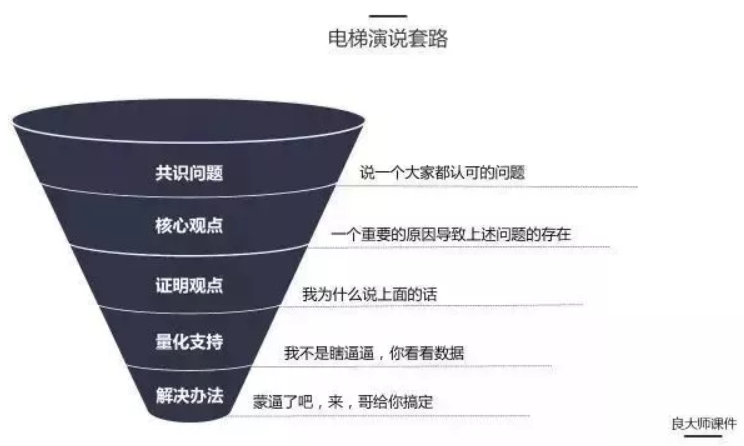 电梯演说套路
共识问题
说一个大家都认可的问题
核心观点
一个重要的原因导致上述问题的存在
证明观点
我为什么说上面的话
量化支持
我不是瞎逼逼，你看看数据
解决办法
蒙逼了吧，来，哥给你搞定
良大师课件